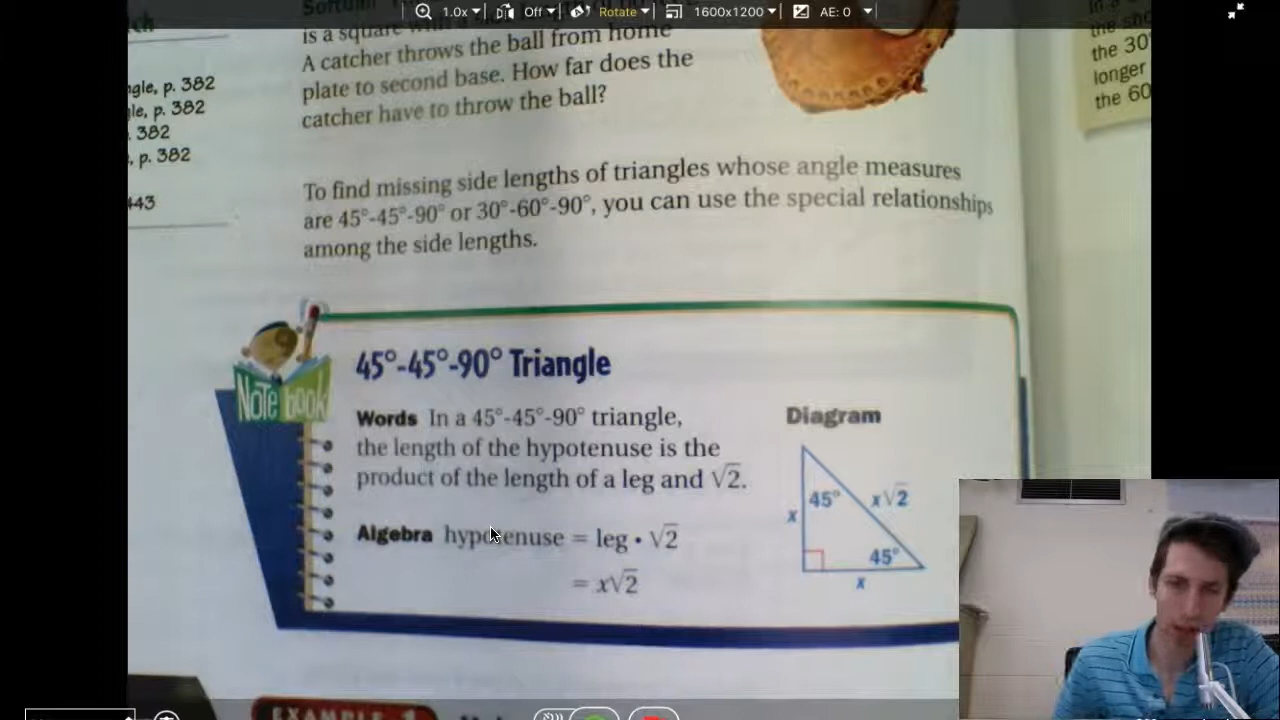 1.0x
Off
Rotate
1600x1200
AE: 0
is a square
A catcher throws the ball from home
plate to second base. How far does the
catcher have to throw the ball?
ngle, p. 382
gle, p. 382
. 382
, p. 382
443
the 30°
longer
the 60
To find missing side lengths of triangles whose angle measures
are 45°-45°-90° or 30°-60°-90°, you can use the special relationships
among the side lengths.
Note book
45°-45°-90° Triangle
Words In a 45°-45°-90° triangle,
the length of the hypotenuse is the
product of the length of a leg and √2.
Algebra hypotenuse = leg • √2
= x√2
Diagram
45°
x√2
x
45°
x
EXAMPLE 1